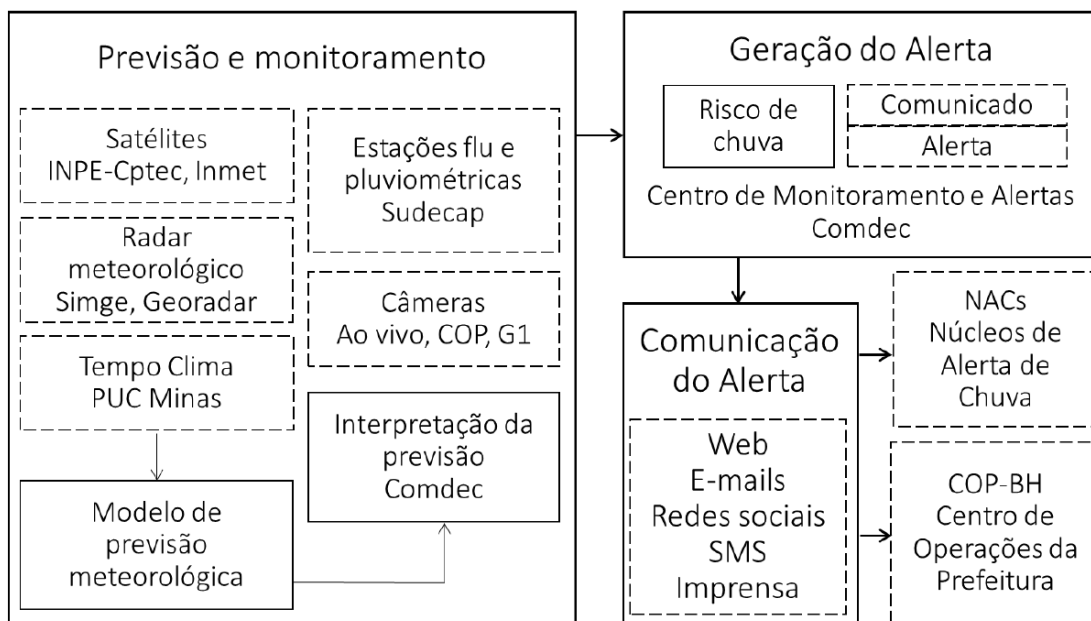 Previsão e monitoramento
Satélites
INPE-Cptec, Inmet
Radar
meteorológico
Simge, Georadar
Tempo Clima
PUC Minas
Modelo de
previsão
meteorológica
Estações flu e
pluviométricas
Sudecap
Câmeras
Ao vivo, COP, G1
Interpretação da
previsão
Comdec
Geração do Alerta
Risco de
chuva
Comunicado
Alerta
Centro de Monitoramento e Alertas
Comdec
Comunicação
do Alerta
Web
E-mails
Redes sociais
SMS
Imprensa
NACs
Núcleos de
Alerta de
Chuva
COP-BH
Centro de
Operações da
Prefeitura